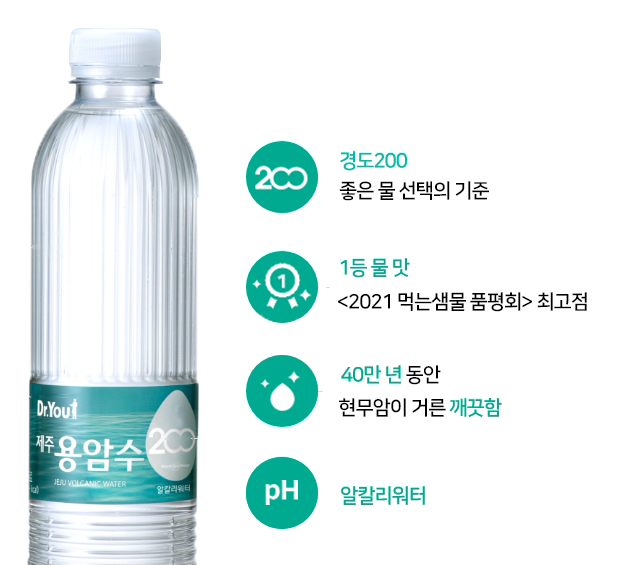 200
경도200
좋은 물 선택의 기준
1
1등 물 맛
<2021 먹는샘물 품평회> 최고점
40만 년 동안
현무암이 거른 깨끗함
pH
알칼리워터
Dr.You
제주 용암수 200
JEJU VOLCANIC WATER
알칼리워터